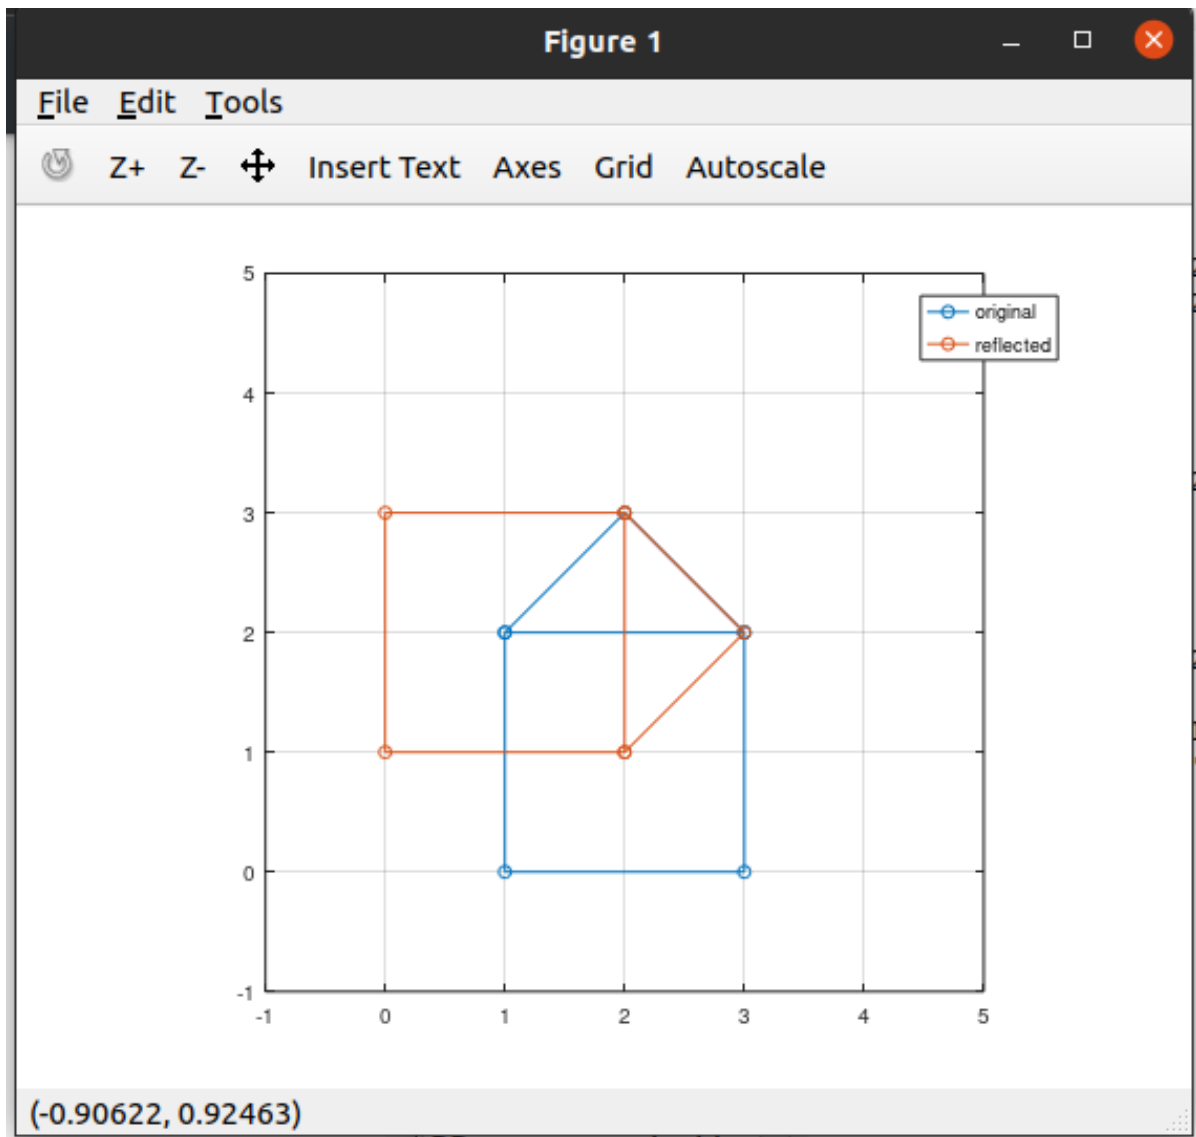 Figure 1
File Edit Tools
Z+ Z- Insert Text Axes Grid Autoscale
5
original
reflected
4
3
2
1
0
-1
-1 0 1 2 3 4 5
(-0.90622, 0.92463)